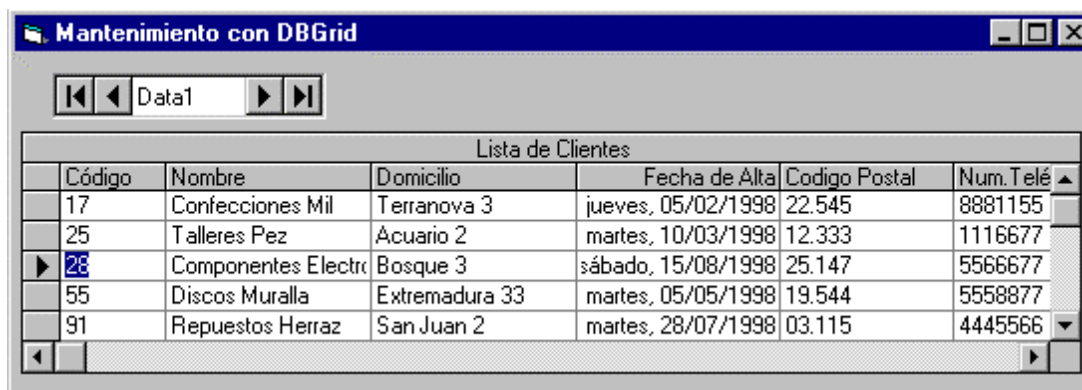 Mantenimiento con DBGrid
Data1
Lista de Clientes
Código Nombre Domicilio Fecha de Alta Codigo Postal Num.Telé
17 Confecciones Mil Terranova 3 jueves, 05/02/1998 22.545 8881155
25 Talleres Pez Acuario 2 martes, 10/03/1998 12.333 1116677
28 Componentes Electro Bosque 3 sábado, 15/08/1998 25.147 5566677
55 Discos Muralla Extremadura 33 martes, 05/05/1998 19.544 5558877
91 Repuestos Herraz San Juan 2 martes, 28/07/1998 03.115 4445566